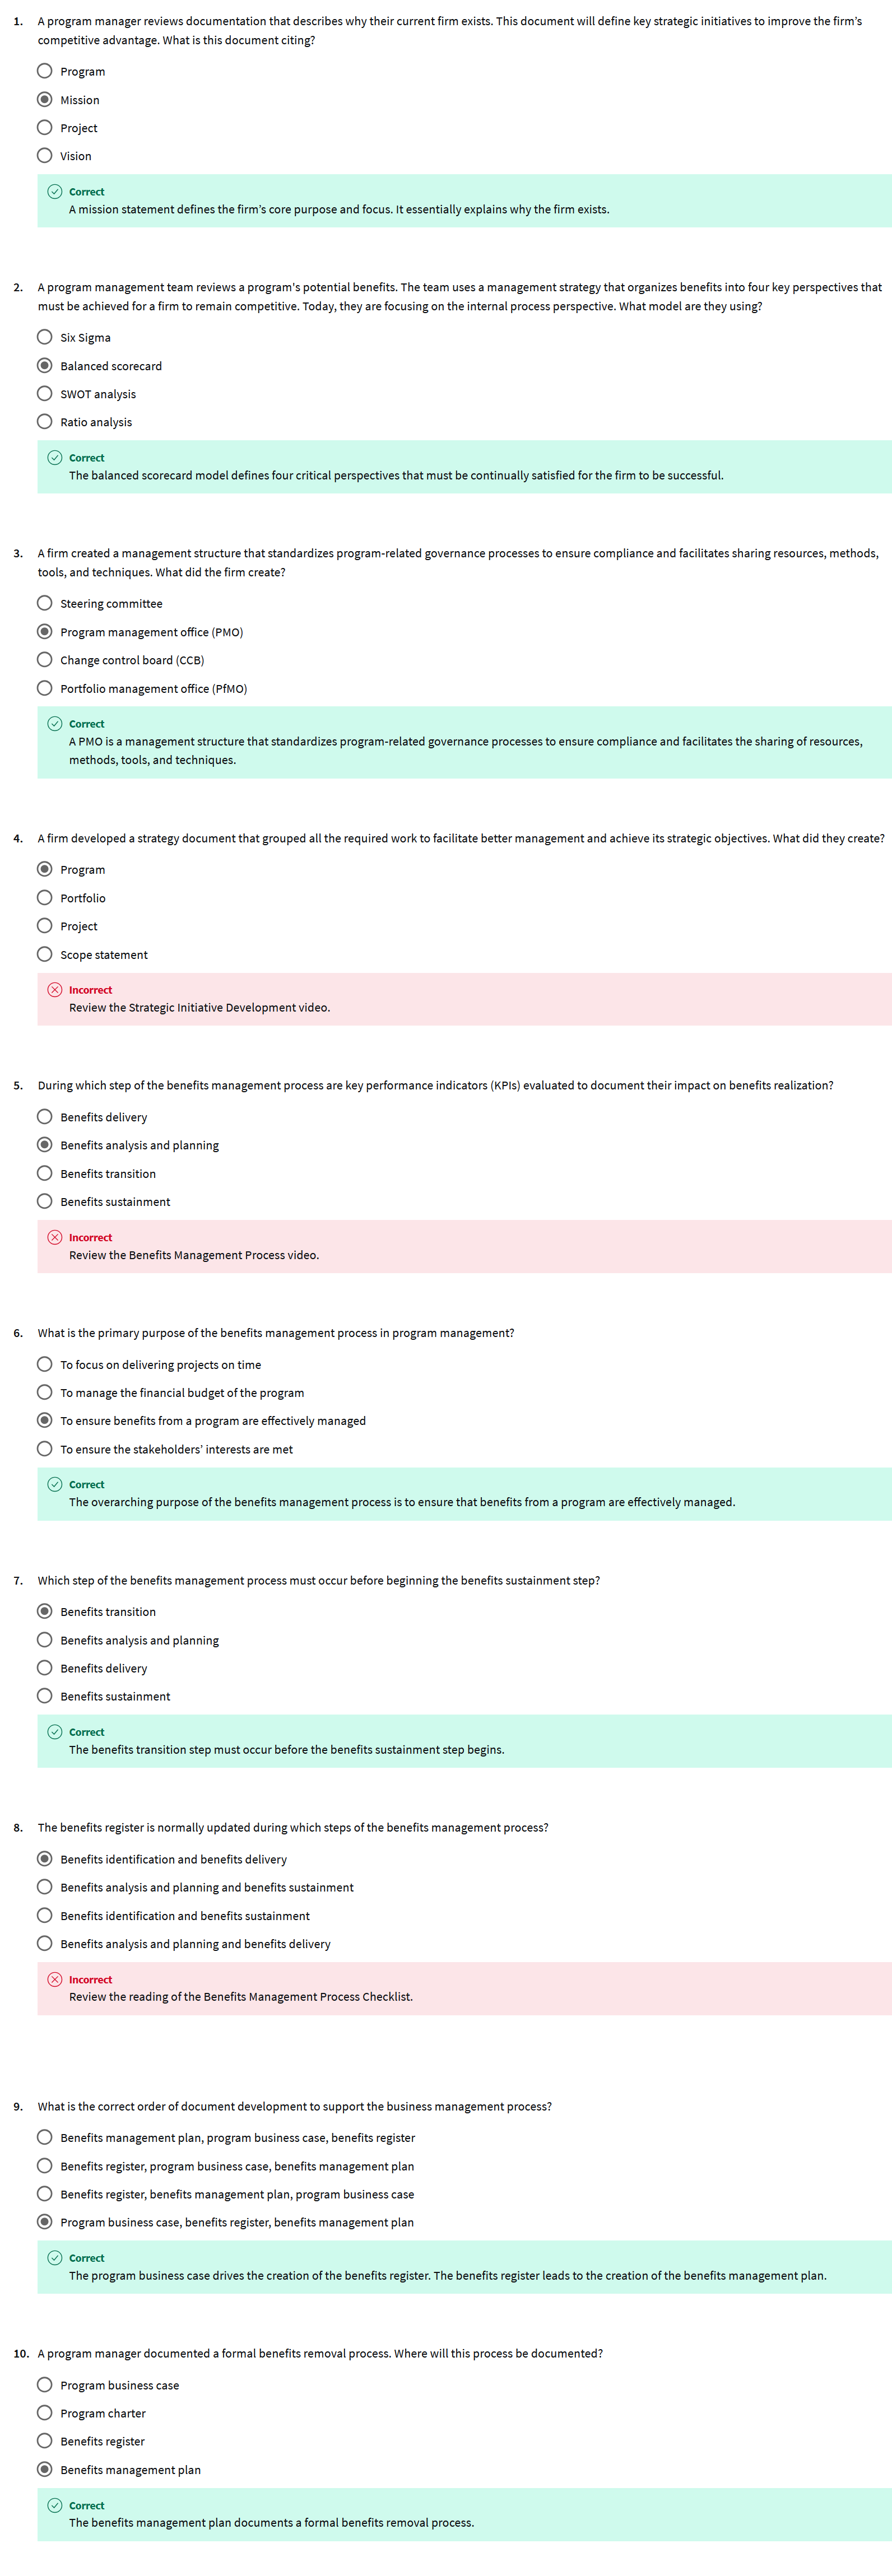 1. A program manager reviews documentation that describes why their current firm exists. This document will define key strategic initiatives to improve the firm's
competitive advantage. What is this document citing?
Program
Mission
Project
Vision
Correct
A mission statement defines the firm's core purpose and focus. It essentially explains why the firm exists.
2. A program management team reviews a program's potential benefits. The team uses a management strategy that organizes benefits into four key perspectives that
must be achieved for a firm to remain competitive. Today, they are focusing on the internal process perspective. What model are they using?
Six Sigma
Balanced scorecard
SWOT analysis
Ratio analysis
Correct
The balanced scorecard model defines four critical perspectives that must be continually satisfied for the firm to be successful.
3. A firm created a management structure that standardizes program-related governance processes to ensure compliance and facilitates sharing resources, methods,
tools, and techniques. What did the firm create?
Steering committee
Program management office (PMO)
Change control board (CCB)
Portfolio management office (PfMO)
Correct
A PMO is a management structure that standardizes program-related governance processes to ensure compliance and facilitates the sharing of resources,
methods, tools, and techniques.
4. A firm developed a strategy document that grouped all the required work to facilitate better management and achieve its strategic objectives. What did they create?
Program
Portfolio
Project
Scope statement
Incorrect
Review the Strategic Initiative Development video.
5. During which step of the benefits management process are key performance indicators (KPIs) evaluated to document their impact on benefits realization?
Benefits delivery
Benefits analysis and planning
Benefits transition
Benefits sustainment
Incorrect
Review the Benefits Management Process video.
6. What is the primary purpose of the benefits management process in program management?
To focus on delivering projects on time
To manage the financial budget of the program
To ensure benefits from a program are effectively managed
To ensure the stakeholders' interests are met
Correct
The overarching purpose of the benefits management process is to ensure that benefits from a program are effectively managed.
7. Which step of the benefits management process must occur before beginning the benefits sustainment step?
Benefits transition
Benefits analysis and planning
Benefits delivery
Benefits sustainment
Correct
The benefits transition step must occur before the benefits sustainment step begins.
8. The benefits register is normally updated during which steps of the benefits management process?
Benefits identification and benefits delivery
Benefits analysis and planning and benefits sustainment
Benefits identification and benefits sustainment
Benefits analysis and planning and benefits delivery
Incorrect
Review the reading of the Benefits Management Process Checklist.
9. What is the correct order of document development to support the business management process?
Benefits management plan, program business case, benefits register
Benefits register, program business case, benefits management plan
Benefits register, benefits management plan, program business case
Program business case, benefits register, benefits management plan
Correct
The program business case drives the creation of the benefits register. The benefits register leads to the creation of the benefits management plan.
10. A program manager documented a formal benefits removal process. Where will this process be documented?
Program business case
Program charter
Benefits register
Benefits management plan
Correct
The benefits management plan documents a formal benefits removal process.